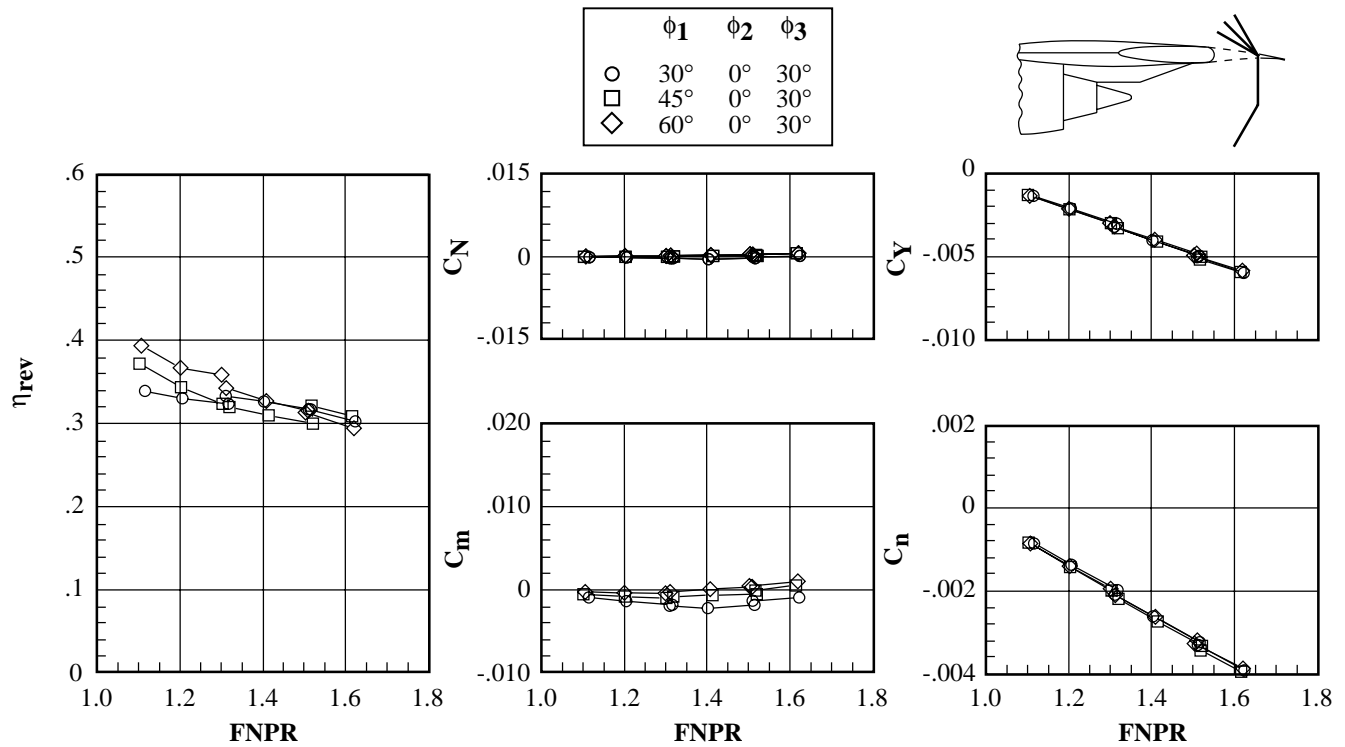 ϕ1 ϕ2 ϕ3
30° 0° 30°
45° 0° 30°
60° 0° 30°
.6
.5
.4
.3
.2
.1
0
ηrev
1.0 1.2 1.4 1.6 1.8
FNPR
.015
0
-.015
CN
.020
.010
0
-.010
Cm
1.0 1.2 1.4 1.6 1.8
FNPR
0
-.005
-.010
CY
.002
0
-.002
-.004
Cn
1.0 1.2 1.4 1.6 1.8
FNPR